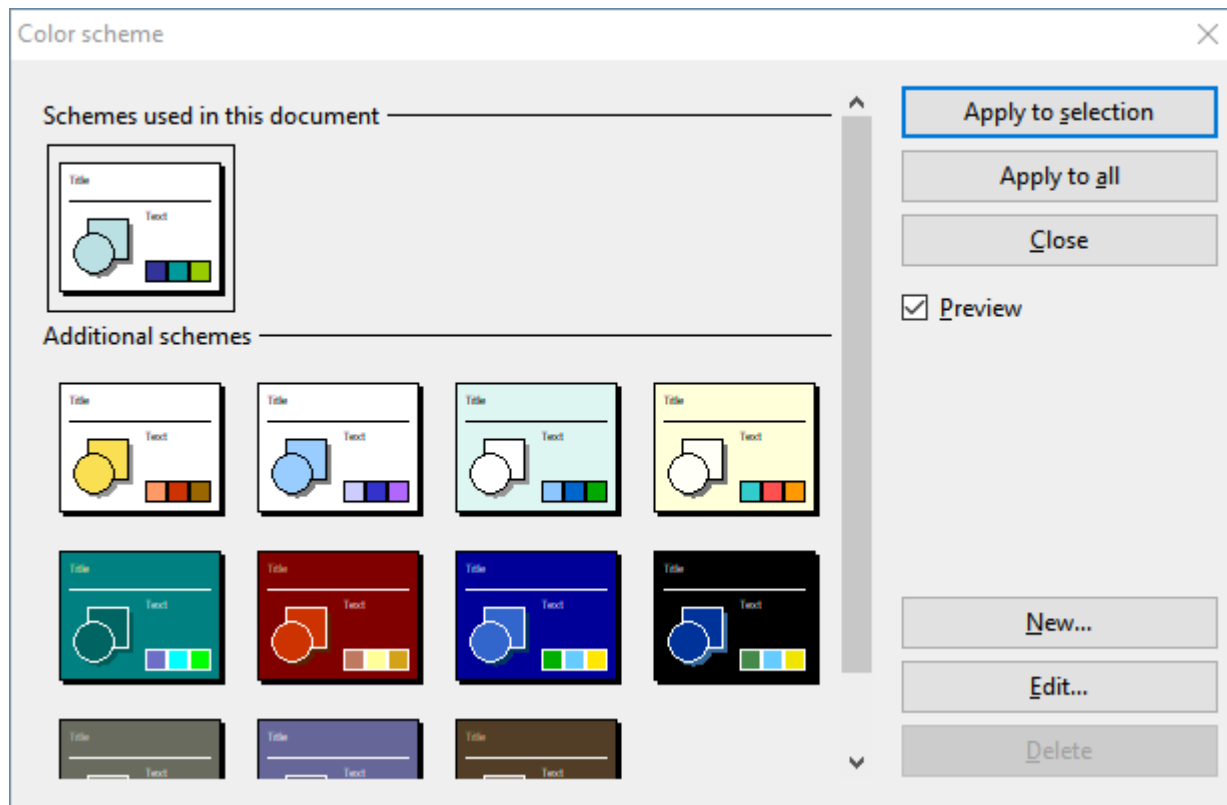 Color scheme
Schemes used in this document
Title
Text
Additional schemes
Title
Text
Title
Text
Title
Text
Title
Text
Title
Text
Title
Text
Title
Text
Title
Text
Title
Text
Title
Text
Title
Text
Apply to selection
Apply to all
Close
Preview
New...
Edit...
Delete